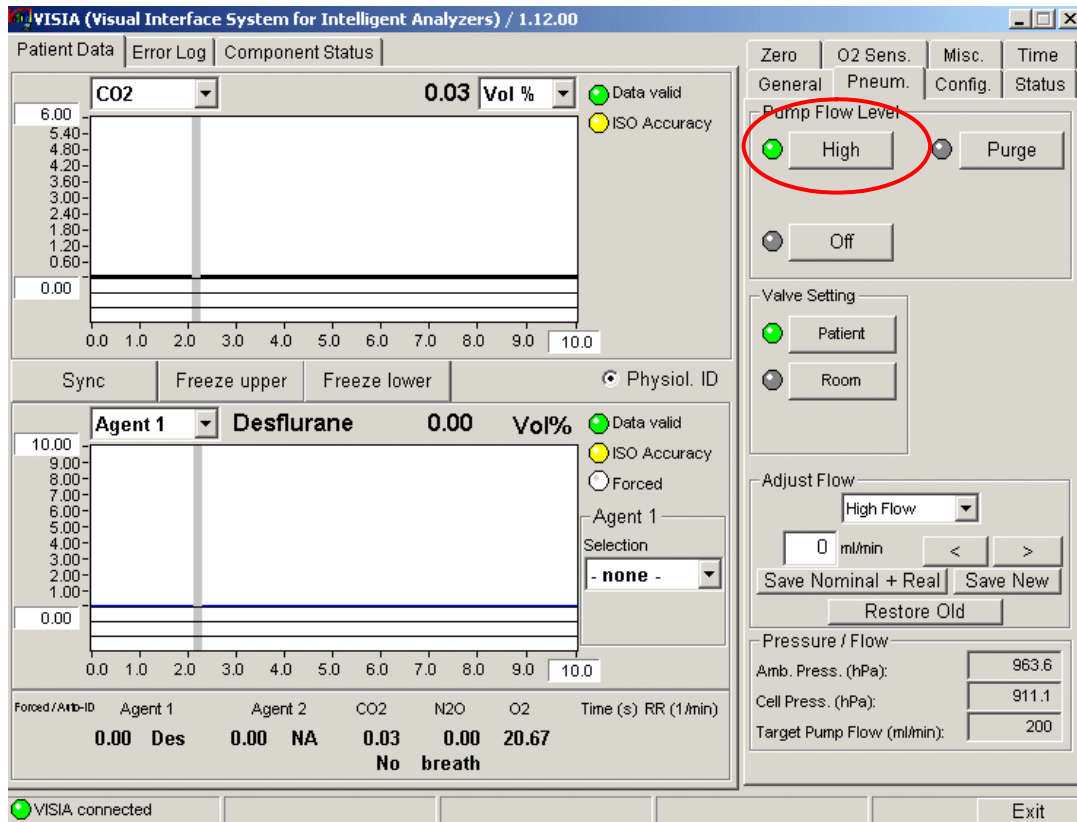 VISIA (Visual Interface System for Intelligent Analyzers) / 1.12.00
Patient Data Error Log Component Status
CO2 0.03 Vol %
Data valid
ISO Accuracy
6.00
5.40
4.80
4.20
3.60
3.00
2.40
1.80
1.20
0.60
0.00
0.0 1.0 2.0 3.0 4.0 5.0 6.0 7.0 8.0 9.0 10.0
Sync Freeze upper Freeze lower Physiol. ID
Agent 1 Desflurane 0.00 Vol%
Data valid
ISO Accuracy
Forced
Agent 1
Selection
- none -
10.00
9.00
8.00
7.00
6.00
5.00
4.00
3.00
2.00
1.00
0.00
0.0 1.0 2.0 3.0 4.0 5.0 6.0 7.0 8.0 9.0 10.0
Forced/Auto-ID Agent 1 Agent 2 CO2 N2O O2 Time (s) RR (1/min)
0.00 Des 0.00 NA 0.03 0.00 20.67
No breath
Zero O2 Sens. Misc. Time
General Pneum. Config. Status
Pump Flow Level
High Purge
Off
Valve Setting
Patient
Room
Adjust Flow
High Flow
0 ml/min < >
Save Nominal + Real Save New
Restore Old
Pressure / Flow
Amb. Press. (hPa): 963.6
Cell Press. (hPa): 911.1
Target Pump Flow (ml/min): 200
VISIA connected Exit